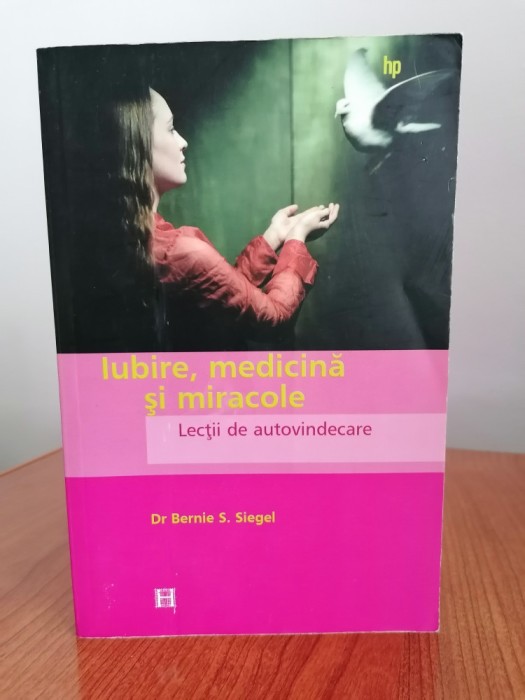 hp
Iubire, medicină
şi miracole
Lecţii de autovindecare
Dr Bernie S. Siegel